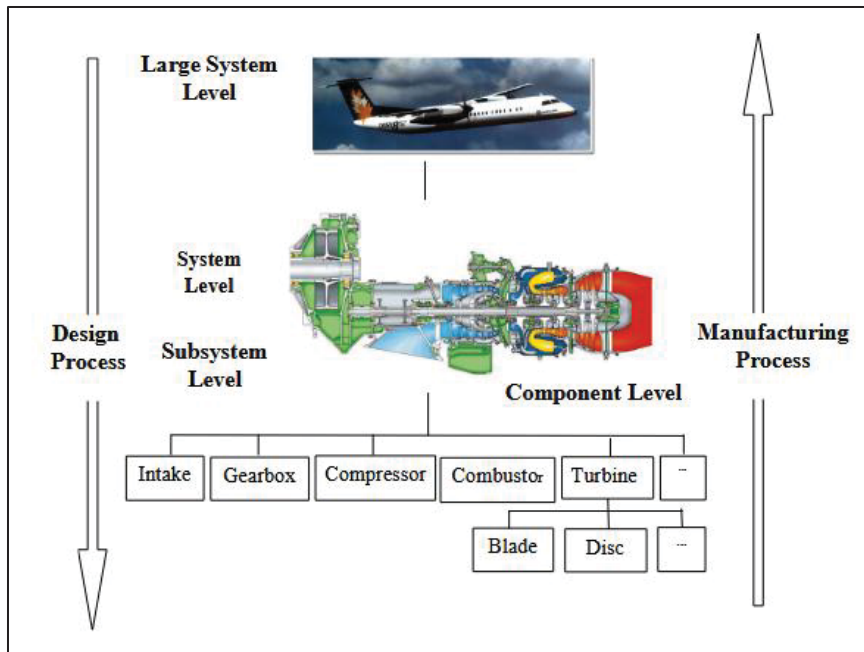 Large System
Level
System
Level
Design
Process
Subsystem
Level
Manufacturing
Process
Component Level
Intake
Gearbox
Compressor
Combustor
Turbine
...
Blade
Disc
...